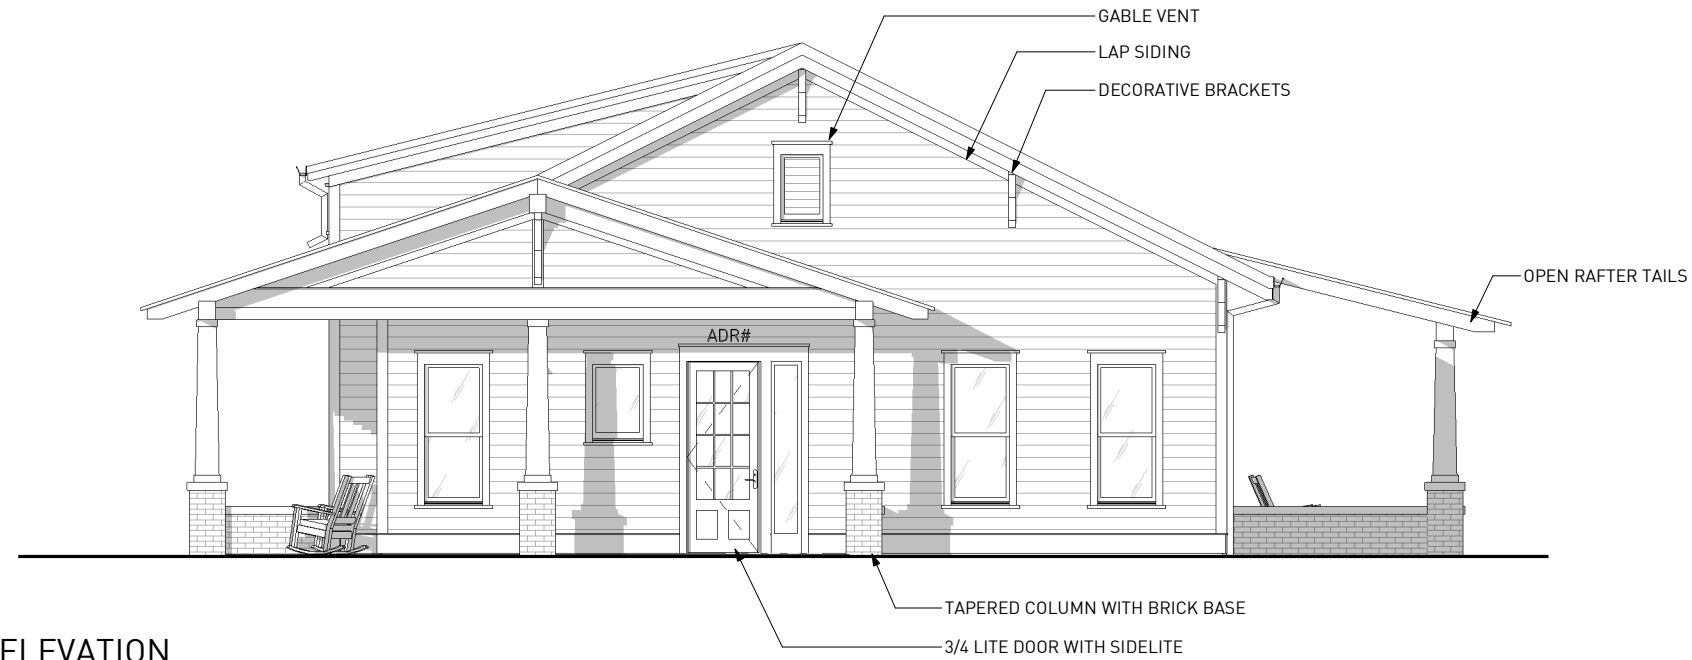 GABLE VENT
LAP SIDING
DECORATIVE BRACKETS
OPEN RAFTER TAILS
ADR#
TAPERED COLUMN WITH BRICK BASE
3/4 LITE DOOR WITH SIDELITE
ELEVATION